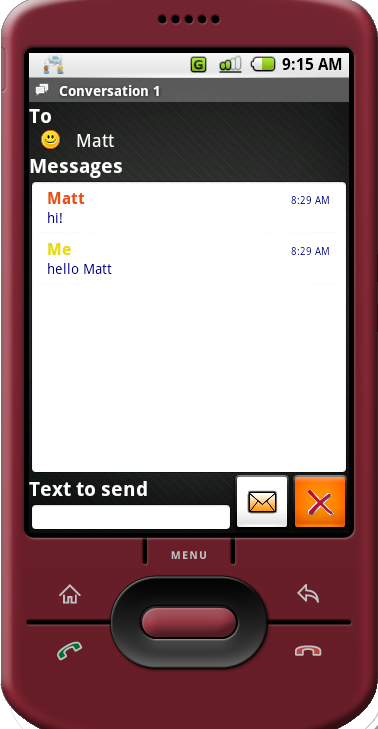 G 9:15 AM
Conversation 1
To
Matt
Messages
Matt 8:29 AM
hi!
Me 8:29 AM
hello Matt
Text to send
MENU